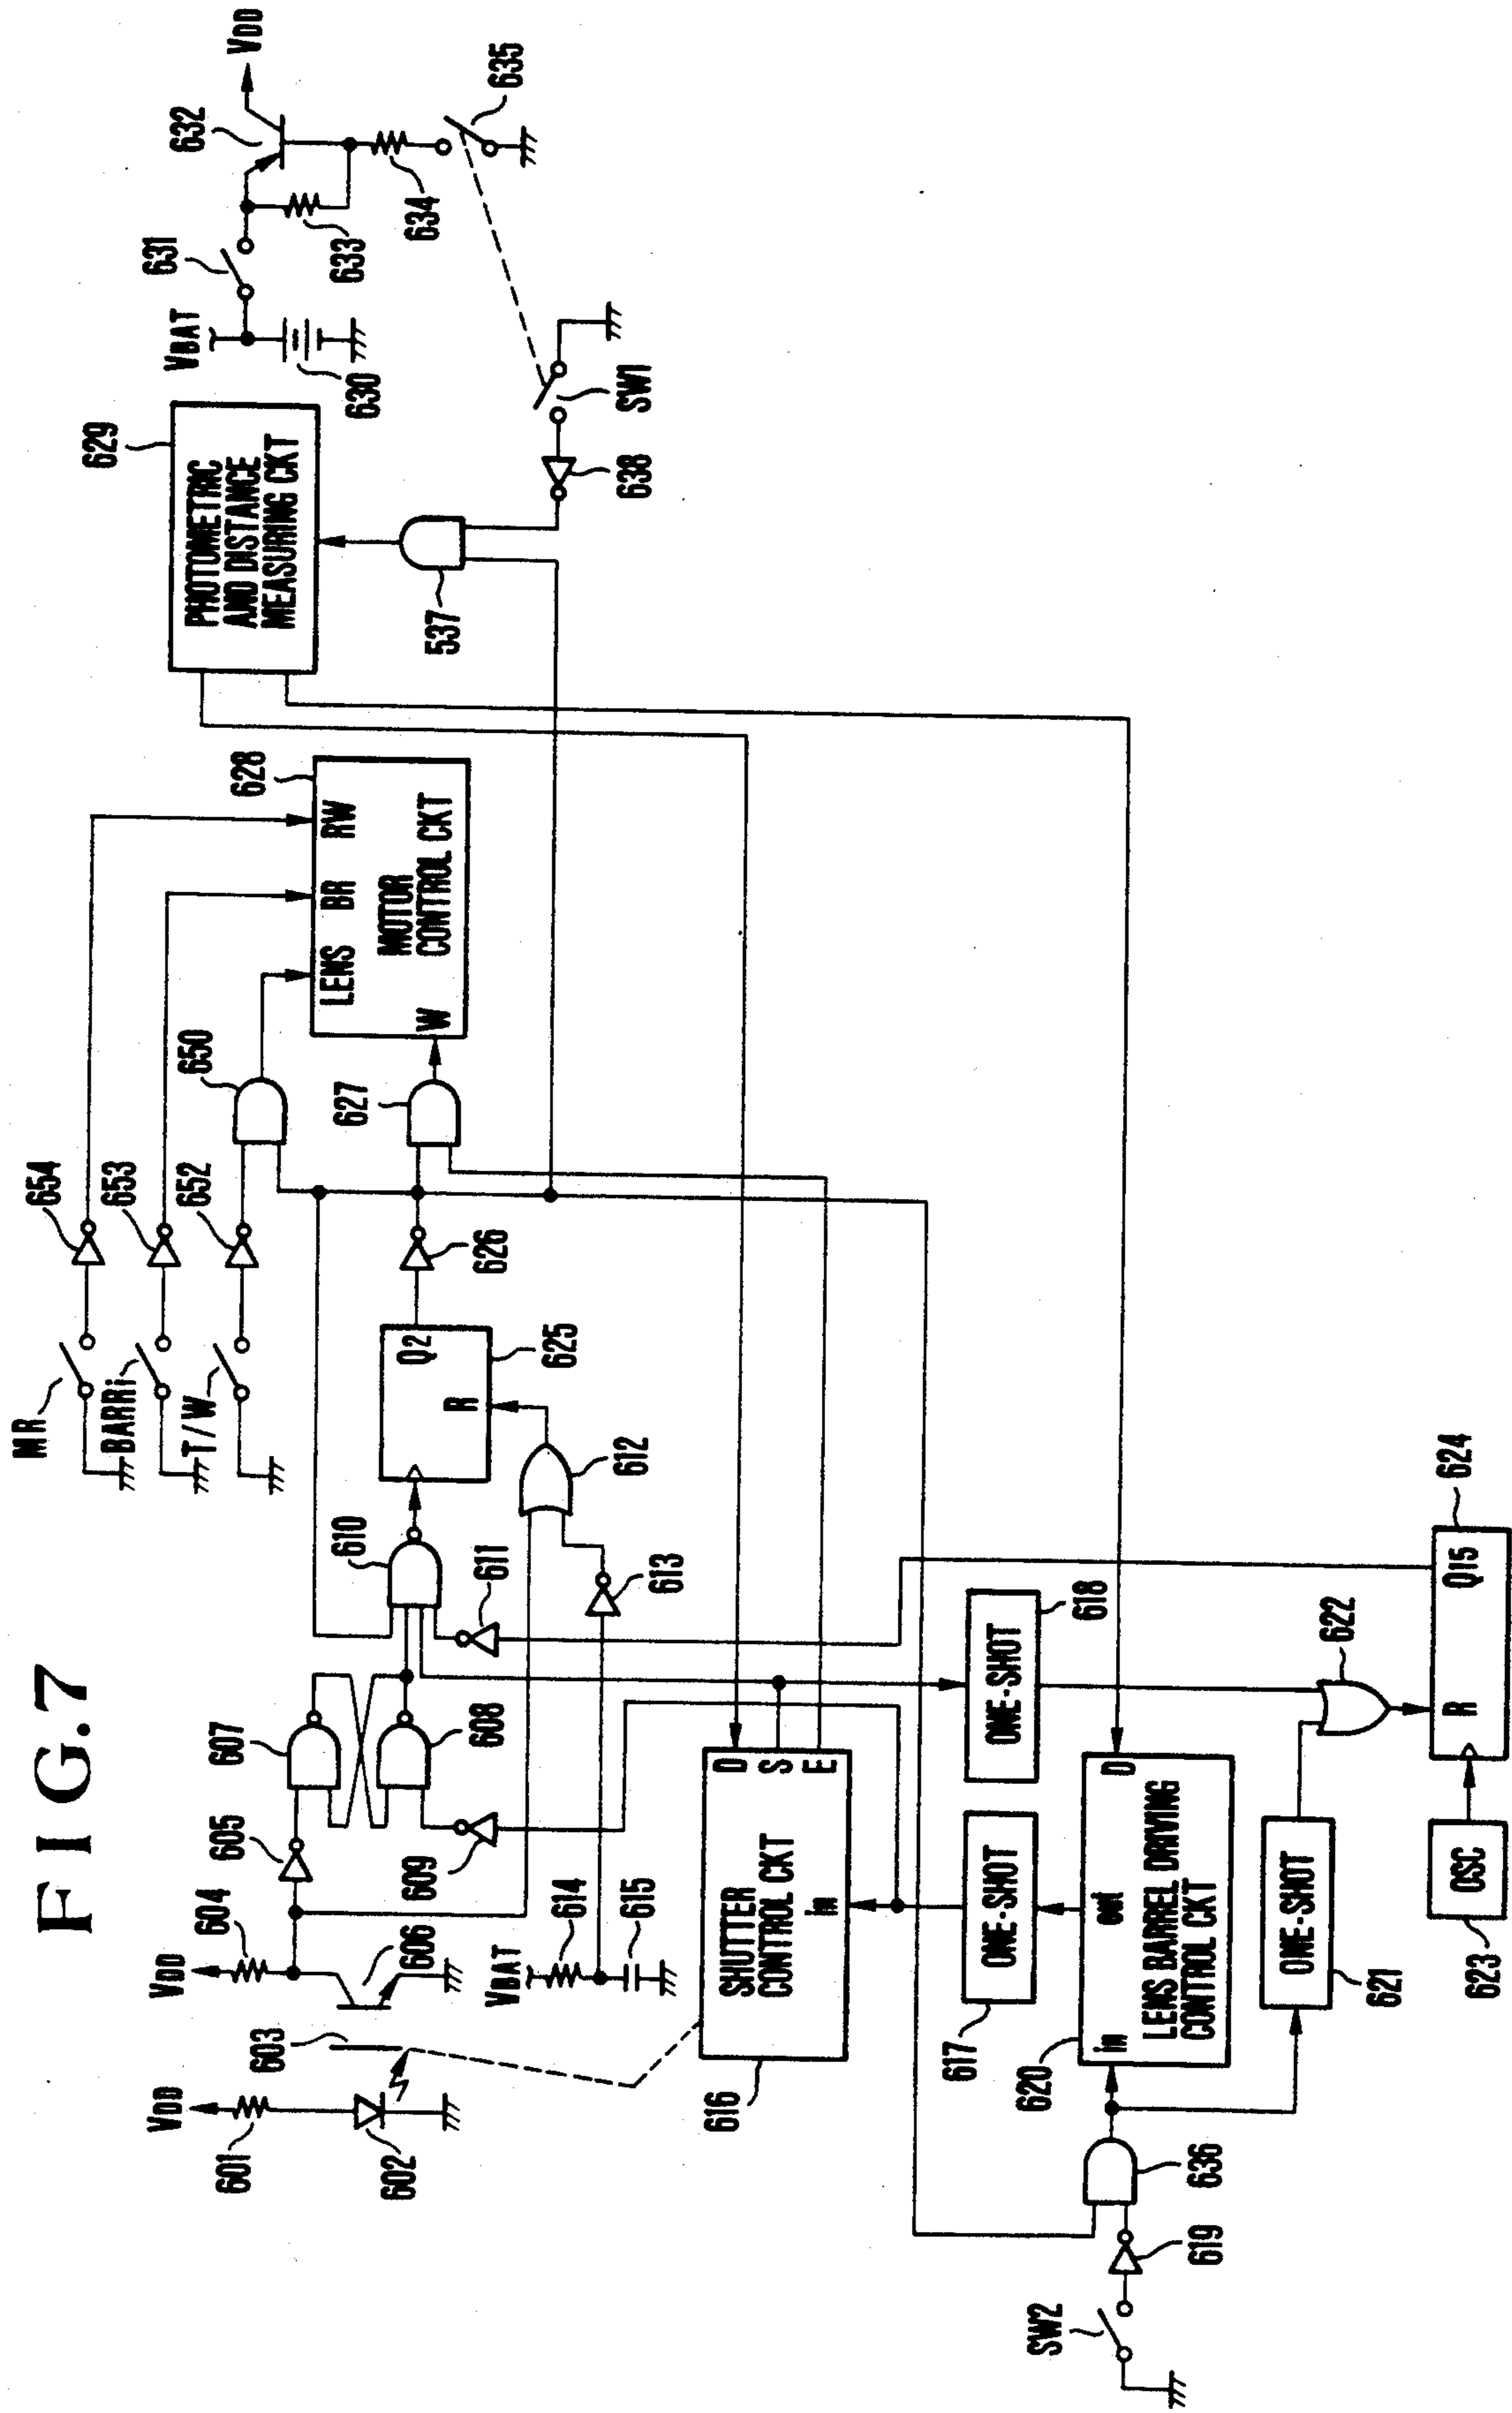 FIG.7
MR
BARRi
T/W
654
653
652
650
LENS
BR
RW
628
MOTOR
CONTROL CKT
W
627
626
Q2
R
625
612
613
610
611
607
608
609
605
604
VDD
606
603
VDD
601
602
VBAT
614
615
SHUTTER
CONTROL CKT
D
S
E
in
616
ONE-SHOT
617
ONE-SHOT
618
LENS BARREL DRIVING
CONTROL CKT
in
out
D
620
636
619
SW2
ONE-SHOT
621
622
OSC
623
R
Q15
624
629
PHOTOMETRIC
AND DISTANCE
MEASURING CKT
537
638
SW1
VBAT
630
631
632
VDD
633
634
635